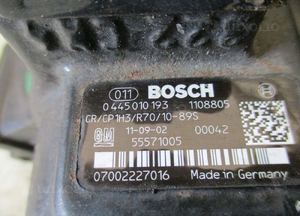 011 BOSCH
0 445 010 193 1108805
CR/CP1H3/R70/10-89S
GM 11-09-02 00042
55571005
07002227016 Made in Germany